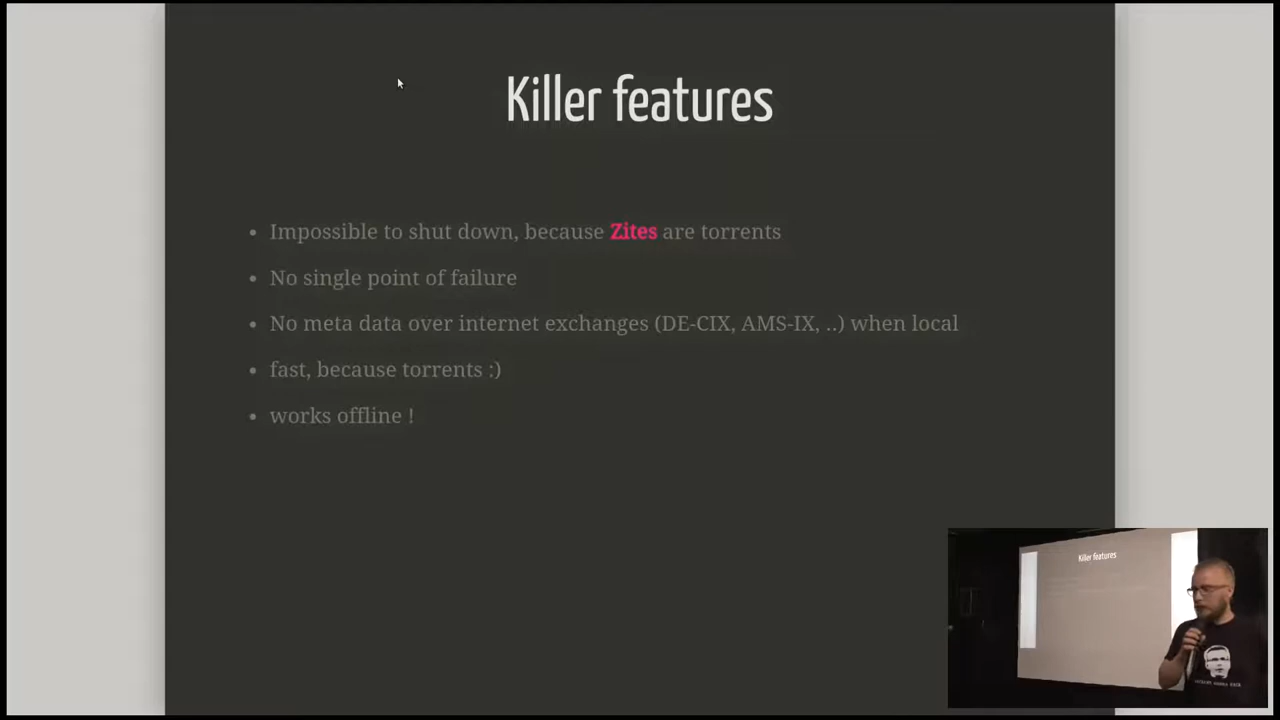 Killer features
Impossible to shut down, because Zites are torrents
No single point of failure
No meta data over internet exchanges (DE-CIX, AMS-IX, ..) when local
fast, because torrents :)
works offline !
Killer features